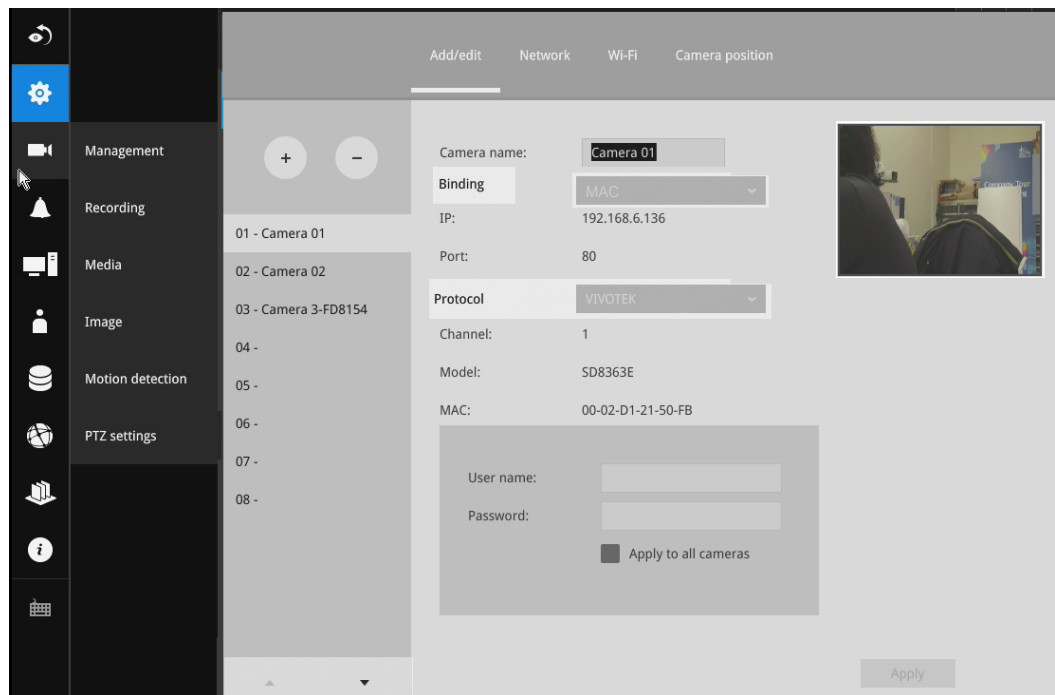 Add/edit Network Wi-Fi Camera position
Management
Recording
Media
Image
Motion detection
PTZ settings
+ −
01 - Camera 01
02 - Camera 02
03 - Camera 3-FD8154
04 -
05 -
06 -
07 -
08 -
Camera name: Camera 01
Binding MAC
IP: 192.168.6.136
Port: 80
Protocol VIVOTEK
Channel: 1
Model: SD8363E
MAC: 00-02-D1-21-50-FB
User name:
Password:
Apply to all cameras
Apply
Company Tour